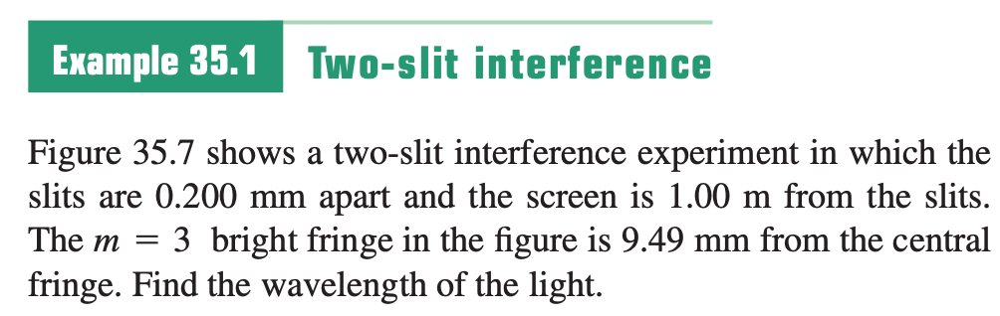 Example 35.1 Two-slit interference
Figure 35.7 shows a two-slit interference experiment in which the
slits are 0.200 mm apart and the screen is 1.00 m from the slits.
The m = 3 bright fringe in the figure is 9.49 mm from the central
fringe. Find the wavelength of the light.